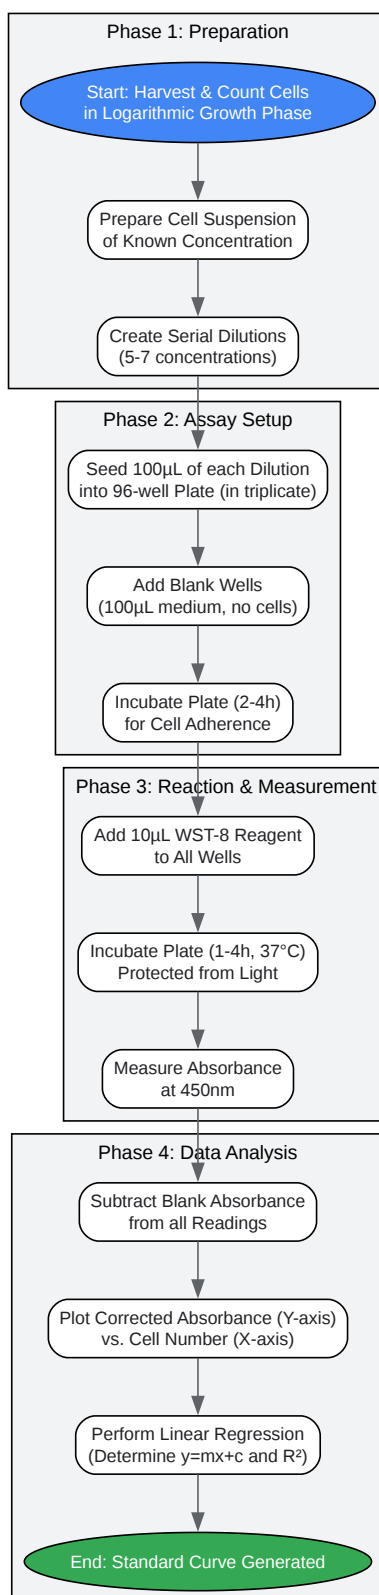 Phase 1: Preparation
Start: Harvest & Count Cells
in Logarithmic Growth Phase
Prepare Cell Suspension
of Known Concentration
Create Serial Dilutions
(5-7 concentrations)
Phase 2: Assay Setup
Seed 100µL of each Dilution
into 96-well Plate (in triplicate)
Add Blank Wells
(100µL medium, no cells)
Incubate Plate (2-4h)
for Cell Adherence
Phase 3: Reaction & Measurement
Add 10µL WST-8 Reagent
to All Wells
Incubate Plate (1-4h, 37°C)
Protected from Light
Measure Absorbance
at 450nm
Phase 4: Data Analysis
Subtract Blank Absorbance
from all Readings
Plot Corrected Absorbance (Y-axis)
vs. Cell Number (X-axis)
Perform Linear Regression
(Determine y=mx+c and R²)
End: Standard Curve Generated